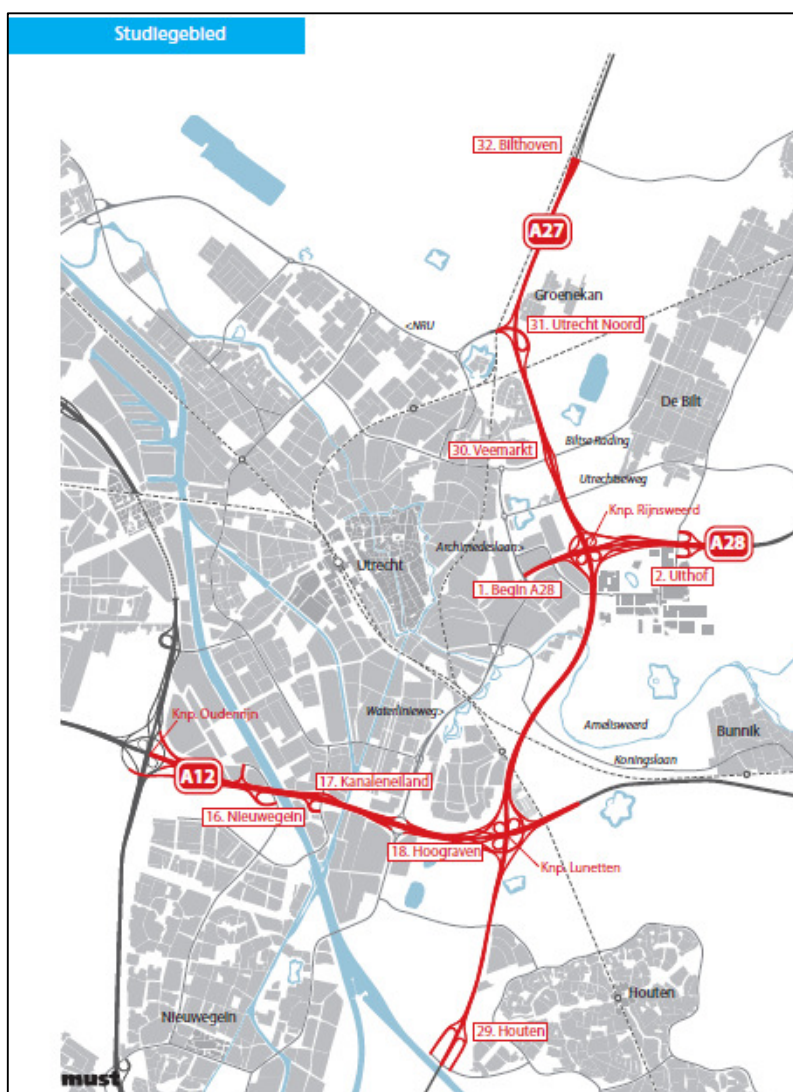 Studiegebied
32. Bilthoven
A27
Groenekan
31. Utrecht Noord
<NRU
De Bilt
Biltse Rading
30. Veemarkt
Utrechtseweg
Knp. Rijnsweerd
Archimedeslaan>
A28
Utrecht
1. Begin A28
2. Uithof
Waterlinieweg>
Knp. Oudenrijn
Amelisweerd
Bunnik
Koningslaan
A12
17. Kanaleneiland
16. Nieuwegein
18. Hoograven
Knp. Lunetten
Houten
Nieuwegein
29. Houten
must